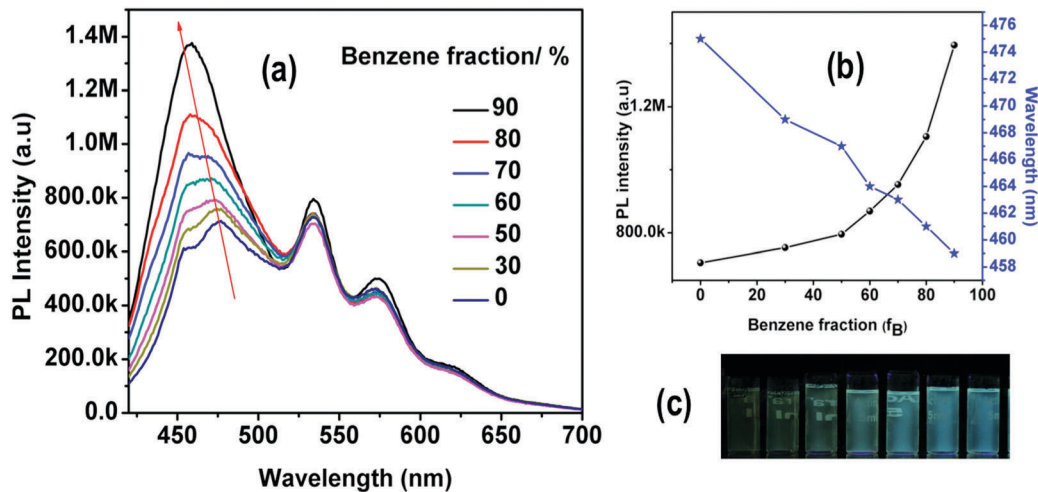 (a)
Benzene fraction/ %
90
80
70
60
50
30
0
1.4M
1.2M
1.0M
800.0k
600.0k
400.0k
200.0k
0.0
PL Intensity (a.u)
450
500
550
600
650
700
Wavelength (nm)
(b)
1.2M
800.0k
PL intensity (a.u)
476
474
472
470
468
466
464
462
460
458
Wavelength (nm)
0
20
40
60
80
100
Benzene fraction (fB)
(c)